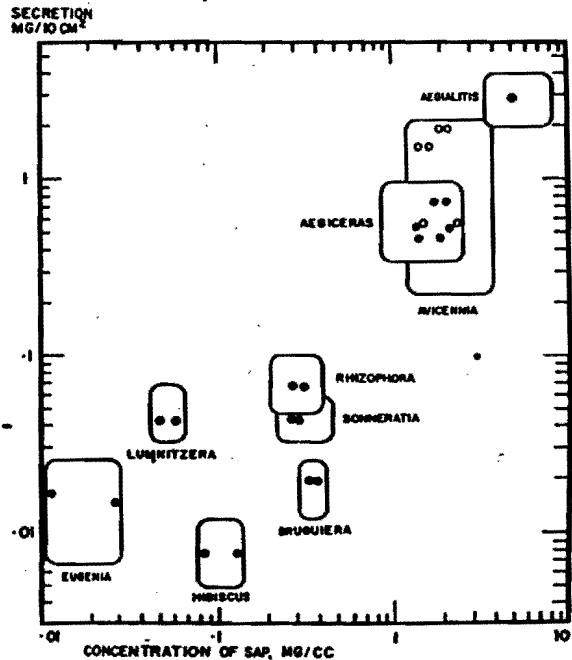 SECRETION
MG/10 CM²
AEGIALITIS
1
AEGICERAS
AVICENNIA
.1
RHIZOPHORA
SONNERATIA
LUMNITZERA
.01
BRUGUIERA
EUGENIA
HIBISCUS
.01 .1 1 10
CONCENTRATION OF SAP, MG/CC